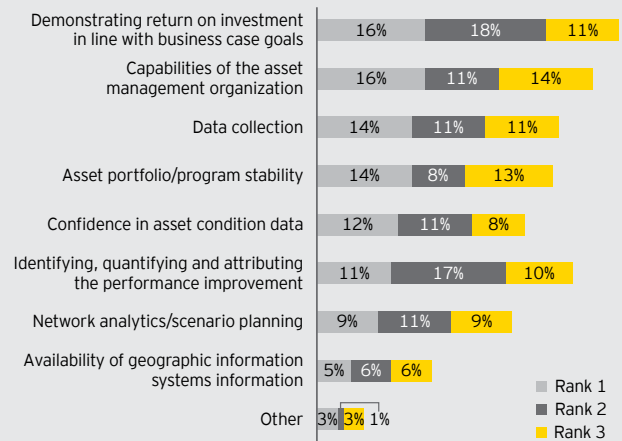 Demonstrating return on investment
in line with business case goals
16% 18% 11%
Capabilities of the asset
management organization
16% 11% 14%
Data collection
14% 11% 11%
Asset portfolio/program stability
14% 8% 13%
Confidence in asset condition data
12% 11% 8%
Identifying, quantifying and attributing
the performance improvement
11% 17% 10%
Network analytics/scenario planning
9% 11% 9%
Availability of geographic information
systems information
5% 6% 6%
Other
3% 3% 1%
Rank 1
Rank 2
Rank 3